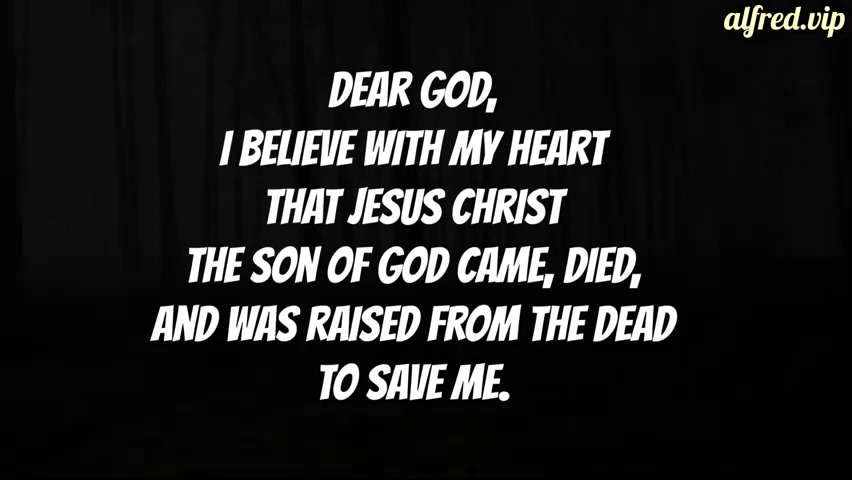 alfred.vip
DEAR GOD,
I BELIEVE WITH MY HEART
THAT JESUS CHRIST
THE SON OF GOD CAME, DIED,
AND WAS RAISED FROM THE DEAD
TO SAVE ME.